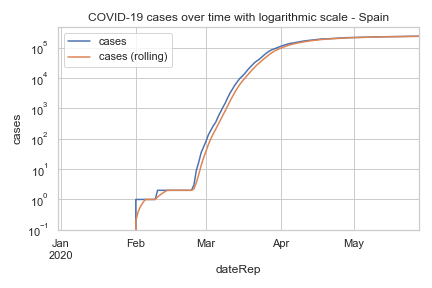 COVID-19 cases over time with logarithmic scale - Spain
cases
cases (rolling)
10^5
10^4
10^3
10^2
10^1
10^0
10^-1
cases
Jan Feb Mar Apr May
2020
dateRep